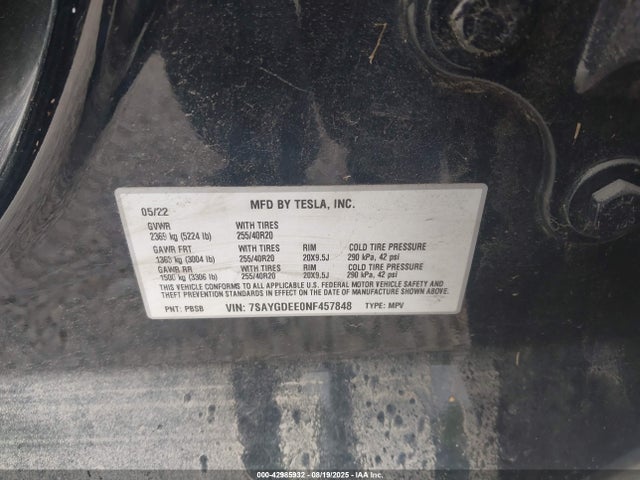 MFD BY TESLA, INC.
05/22
GVWR WITH TIRES
2369 kg (5224 lb) 255/40R20
GAWR FRT WITH TIRES RIM COLD TIRE PRESSURE
1363 kg (3004 lb) 255/40R20 20X9.5J 290 kPa, 42 psi
GAWR RR WITH TIRES RIM COLD TIRE PRESSURE
1500 kg (3306 lb) 255/40R20 20X9.5J 290 kPa, 42 psi
THIS VEHICLE CONFORMS TO ALL APPLICABLE U.S. FEDERAL MOTOR VEHICLE SAFETY AND
THEFT PREVENTION STANDARDS IN EFFECT ON THE DATE OF MANUFACTURE SHOWN ABOVE.
PNT: PBSB VIN: 7SAYGDEE0NF457848 TYPE: MPV
000-42985932 - 08/19/2025 - IAA Inc.